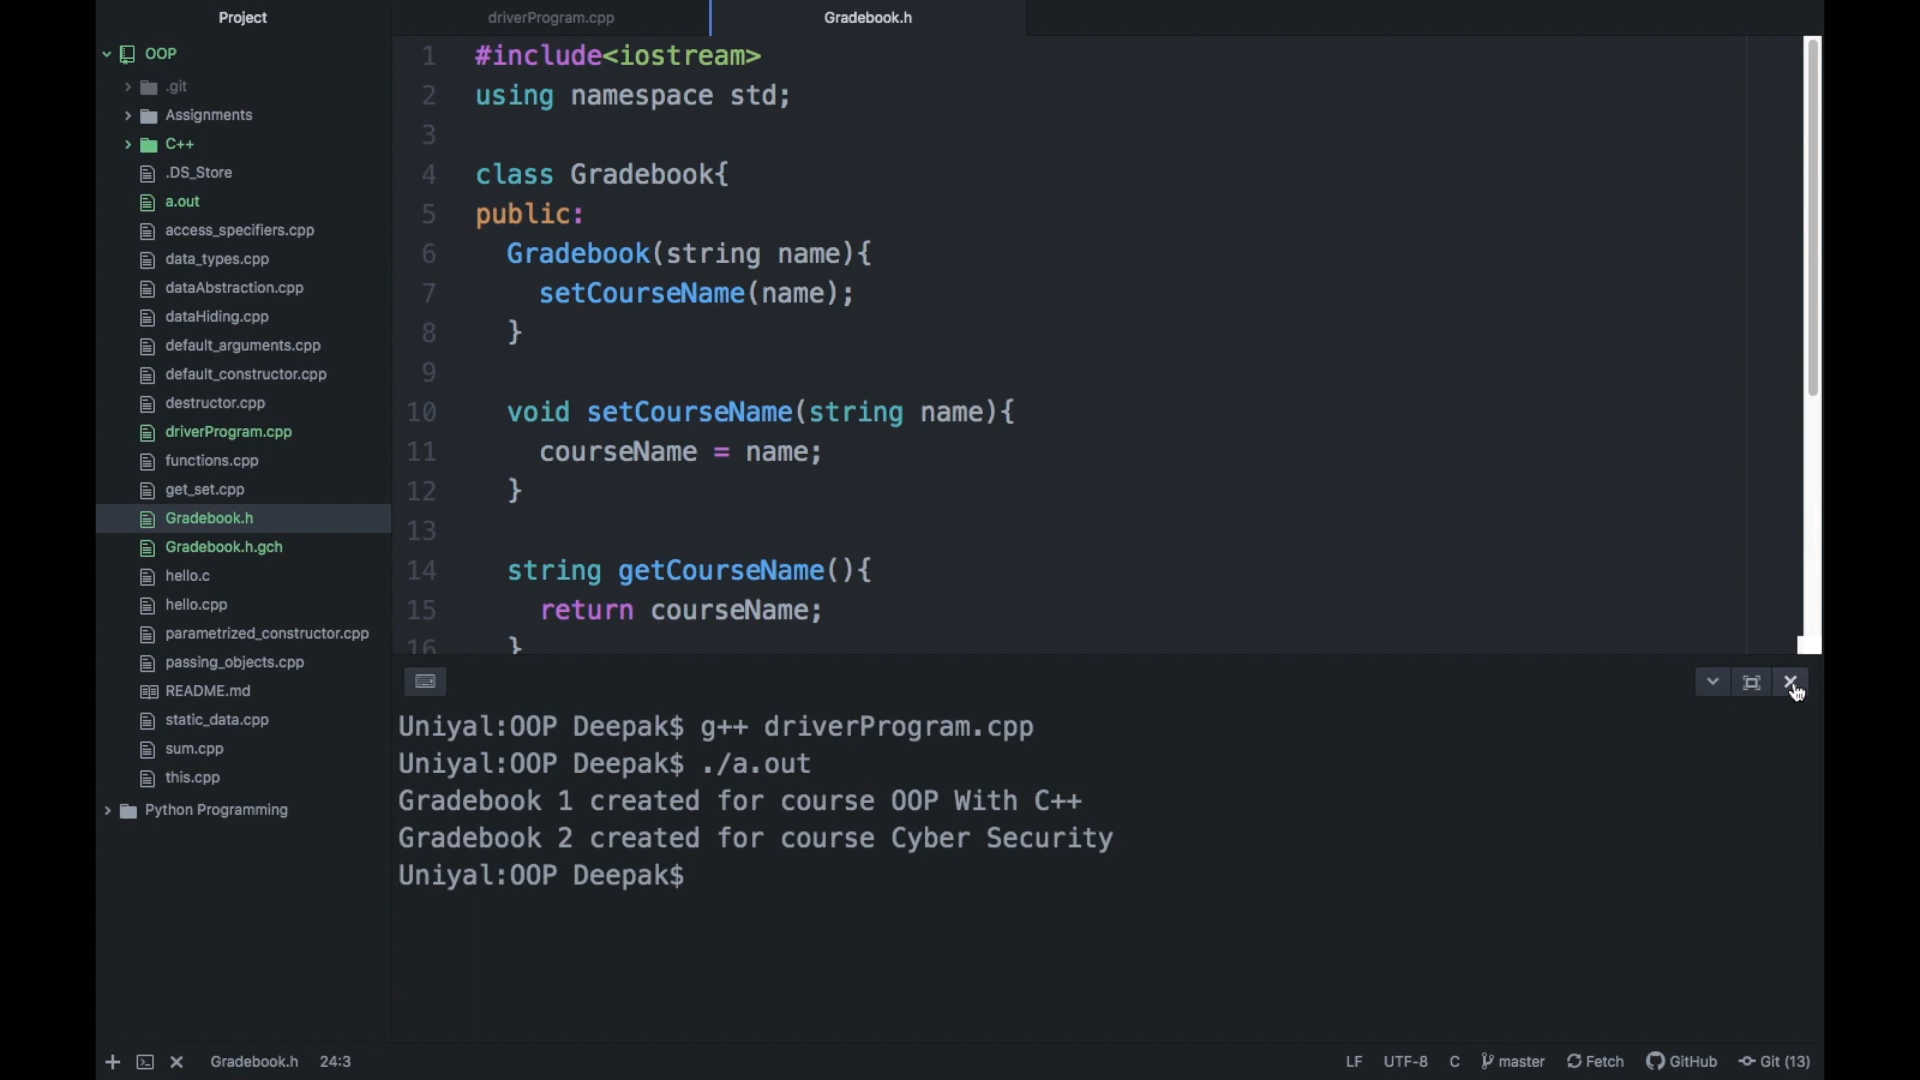 Project
driverProgram.cpp
Gradebook.h
OOP
.git
Assignments
C++
.DS_Store
a.out
access_specifiers.cpp
data_types.cpp
dataAbstraction.cpp
dataHiding.cpp
default_arguments.cpp
default_constructor.cpp
destructor.cpp
driverProgram.cpp
functions.cpp
get_set.cpp
Gradebook.h
Gradebook.h.gch
hello.c
hello.cpp
parametrized_constructor.cpp
passing_objects.cpp
README.md
static_data.cpp
sum.cpp
this.cpp
Python Programming
1 #include<iostream>
2 using namespace std;
3
4 class Gradebook{
5 public:
6 Gradebook(string name){
7 setCourseName(name);
8 }
9
10 void setCourseName(string name){
11 courseName = name;
12 }
13
14 string getCourseName(){
15 return courseName;
16 }
Uniyal:OOP Deepak$ g++ driverProgram.cpp
Uniyal:OOP Deepak$ ./a.out
Gradebook 1 created for course OOP With C++
Gradebook 2 created for course Cyber Security
Uniyal:OOP Deepak$
Gradebook.h 24:3
LF UTF-8 C master Fetch GitHub Git (13)